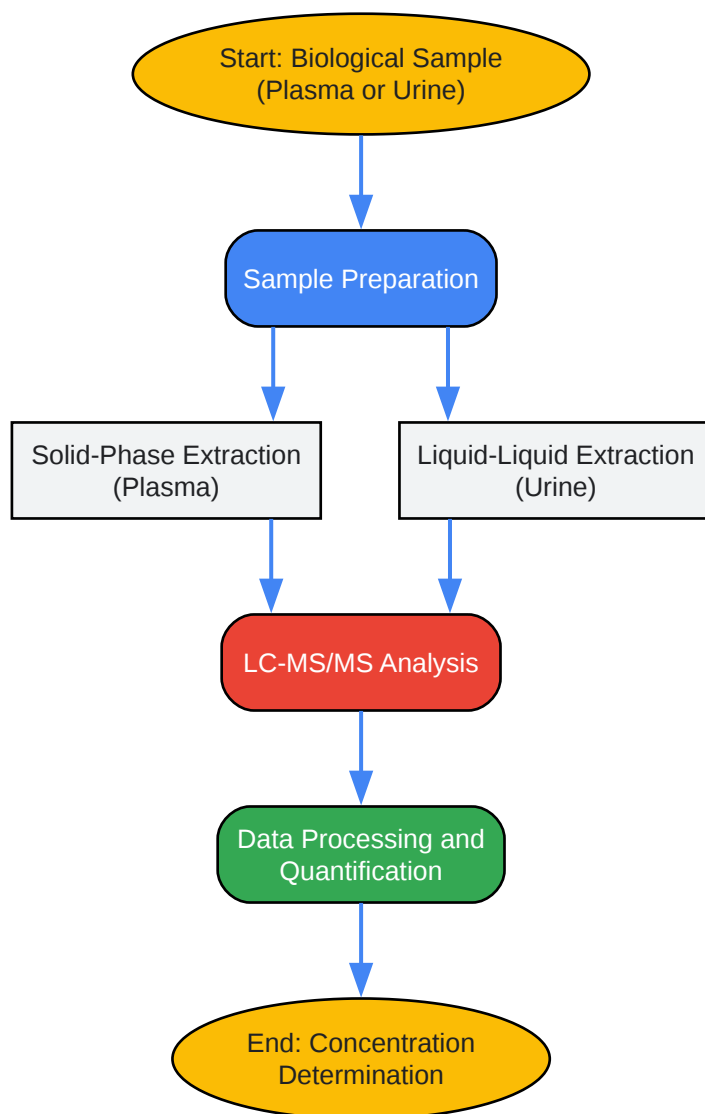 Start: Biological Sample
(Plasma or Urine)
Sample Preparation
Solid-Phase Extraction
(Plasma)
Liquid-Liquid Extraction
(Urine)
LC-MS/MS Analysis
Data Processing and
Quantification
End: Concentration
Determination